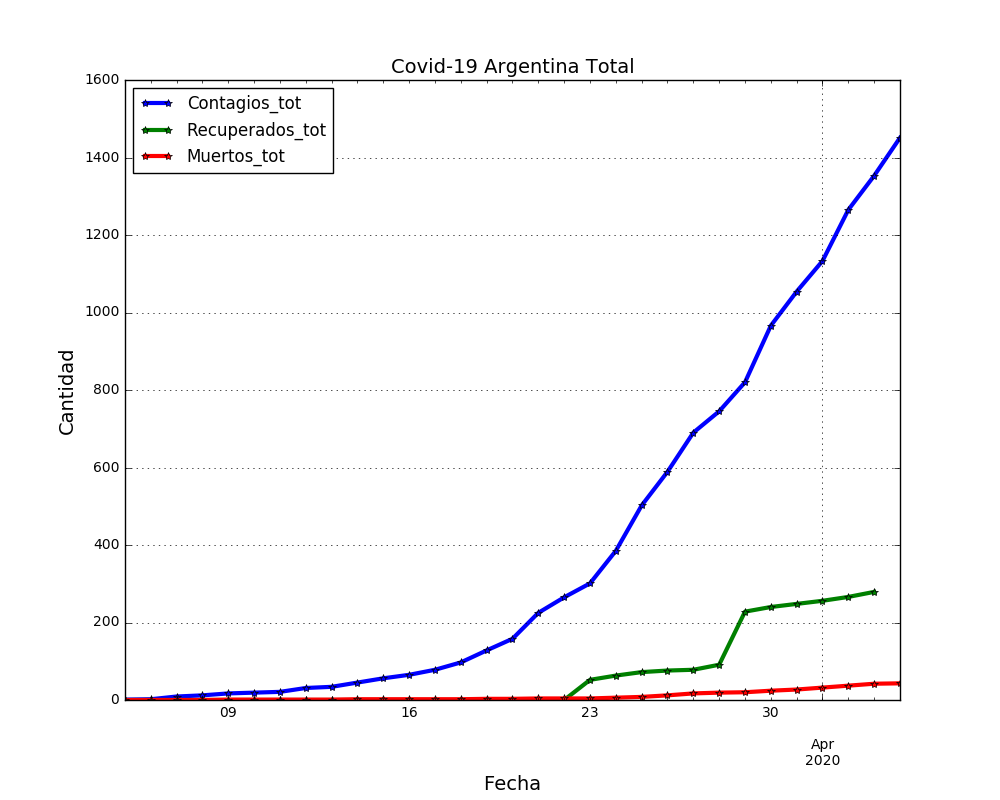 Covid-19 Argentina Total
Contagios_tot
Recuperados_tot
Muertos_tot
1600
1400
1200
1000
800
600
400
200
0
Cantidad
09
16
23
30
Apr
2020
Fecha